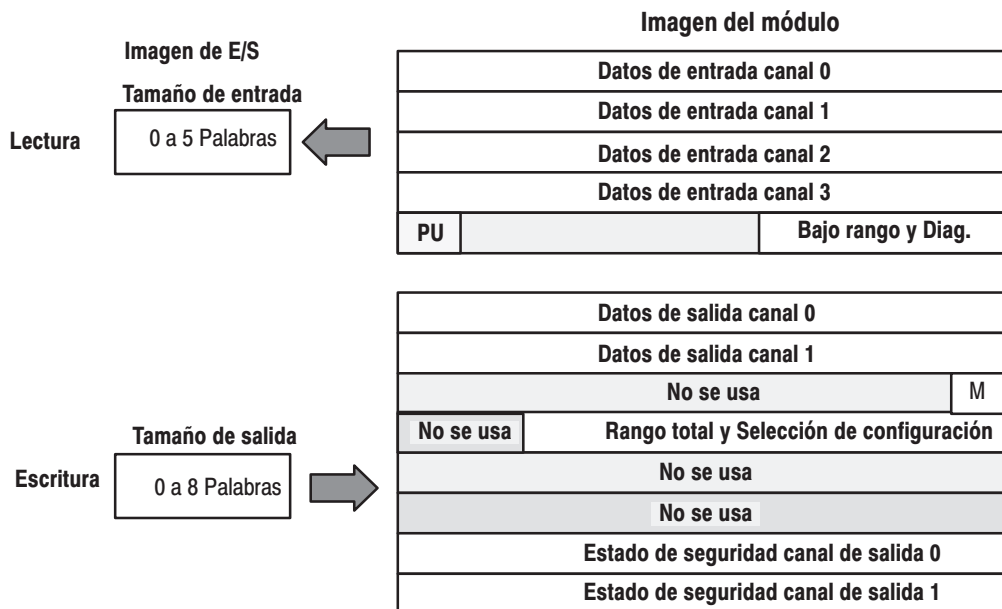 Imagen del módulo
Imagen de E/S
Tamaño de entrada
Lectura
0 a 5 Palabras
Datos de entrada canal 0
Datos de entrada canal 1
Datos de entrada canal 2
Datos de entrada canal 3
PU
Bajo rango y Diag.
Datos de salida canal 0
Datos de salida canal 1
No se usa
M
No se usa
Rango total y Selección de configuración
Tamaño de salida
Escritura
0 a 8 Palabras
No se usa
No se usa
Estado de seguridad canal de salida 0
Estado de seguridad canal de salida 1